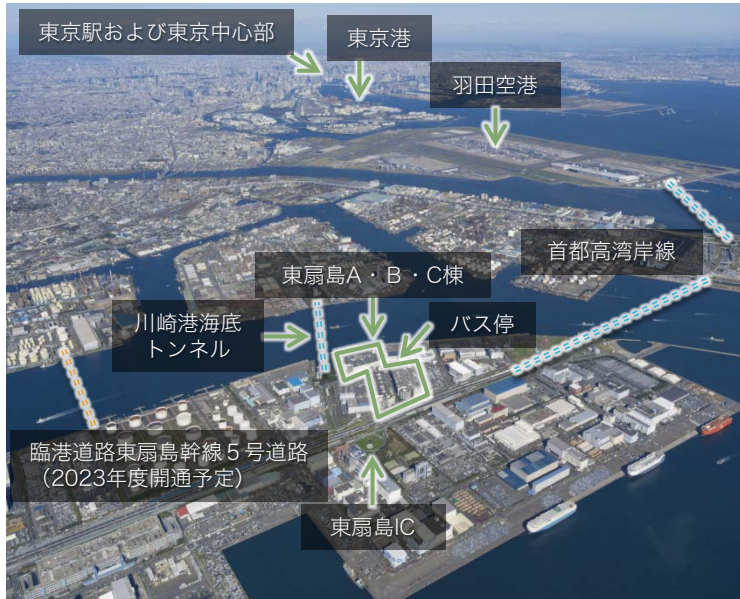 東京駅および東京中心部
東京港
羽田空港
首都高湾岸線
東扇島A・B・C棟
川崎港海底
トンネル
バス停
臨港道路東扇島幹線５号道路
（2023年度開通予定）
東扇島IC